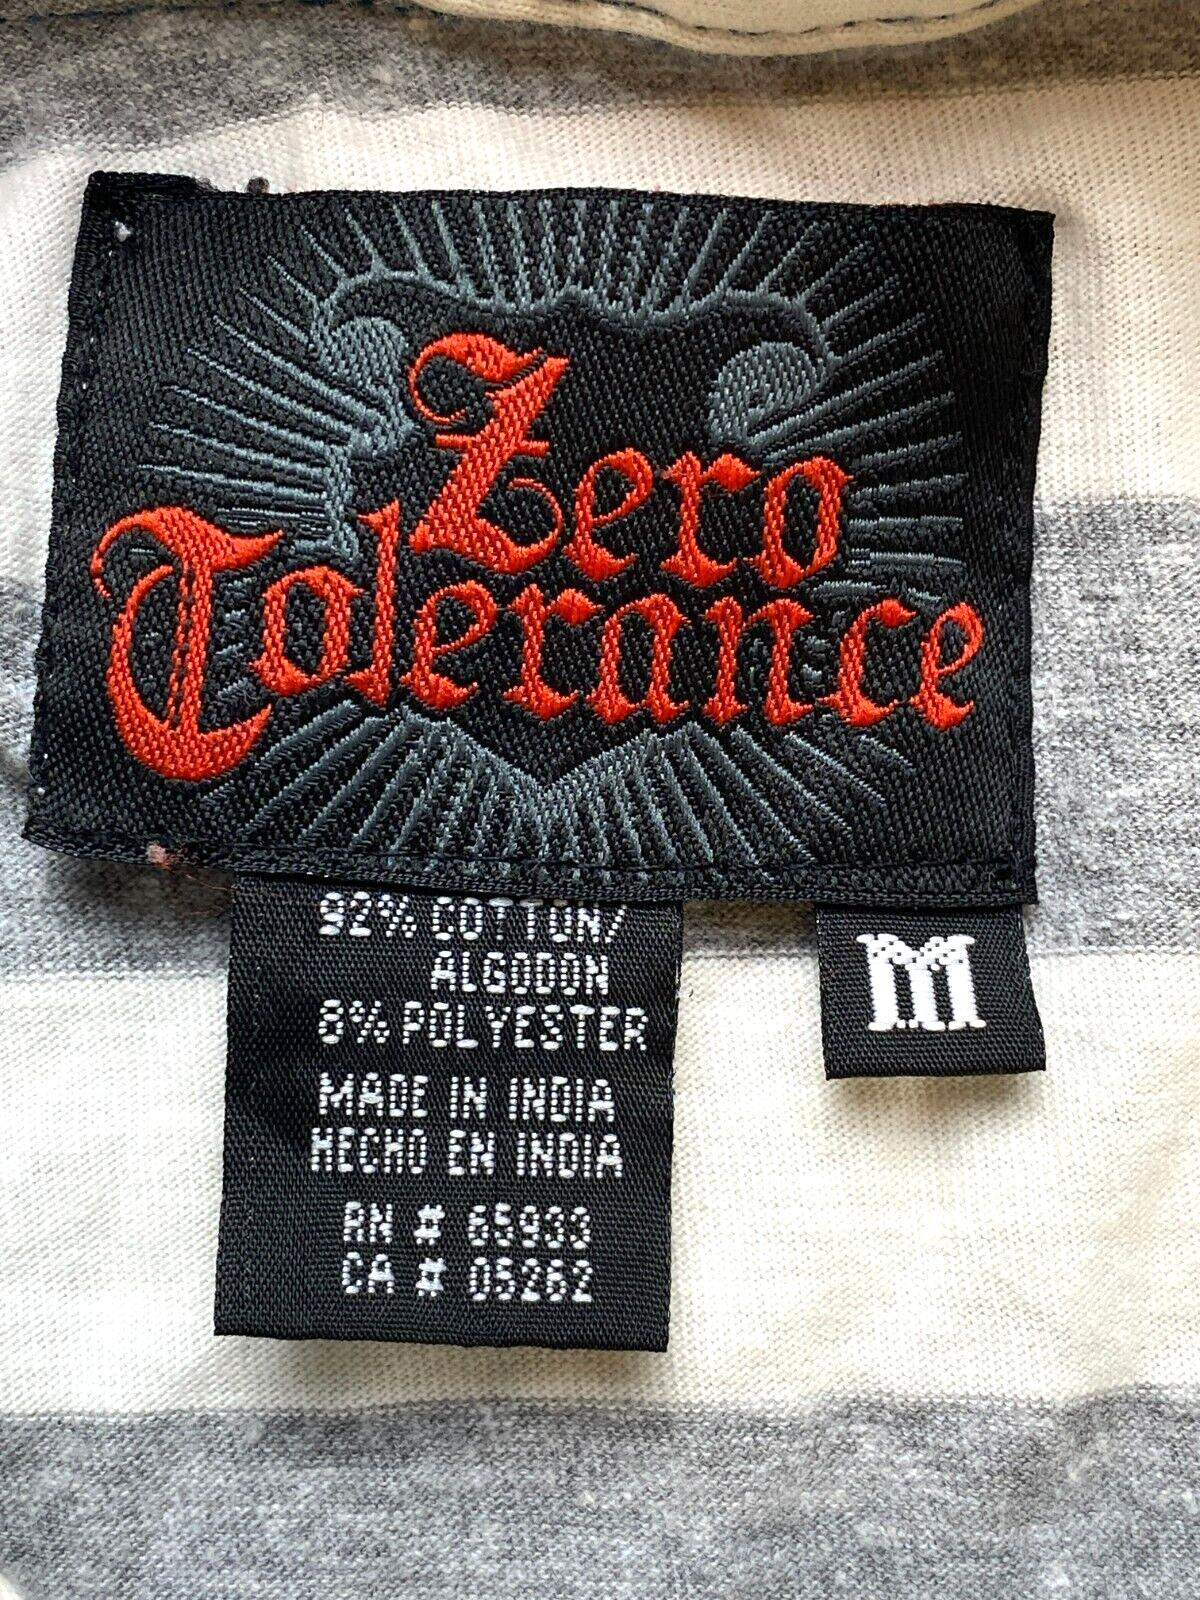 Zero
Tolerance
92% COTTON/
ALGODON
8% POLYESTER
MADE IN INDIA
HECHO EN INDIA
RN # 65933
CA # 05262
M